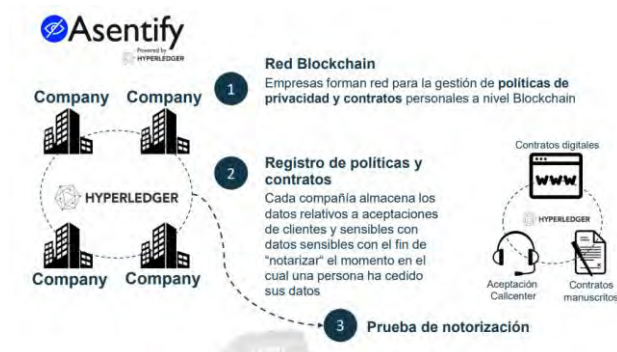 Asentify
Powered by
HYPERLEDGER
Company Company
HYPERLEDGER
Company Company
1
Red Blockchain
Empresas forman red para la gestión de políticas de
privacidad y contratos personales a nivel Blockchain
2
Registro de políticas y
contratos
Cada compañía almacena los
datos relativos a aceptaciones
de clientes y sensibles con
datos sensibles con el fin de
“notarizar“ el momento en el
cual una persona ha cedido
sus datos
Contratos digitales
WWW
HYPERLEDGER
Aceptación
Callcenter
Contratos
manuscritos
3
Prueba de notorización